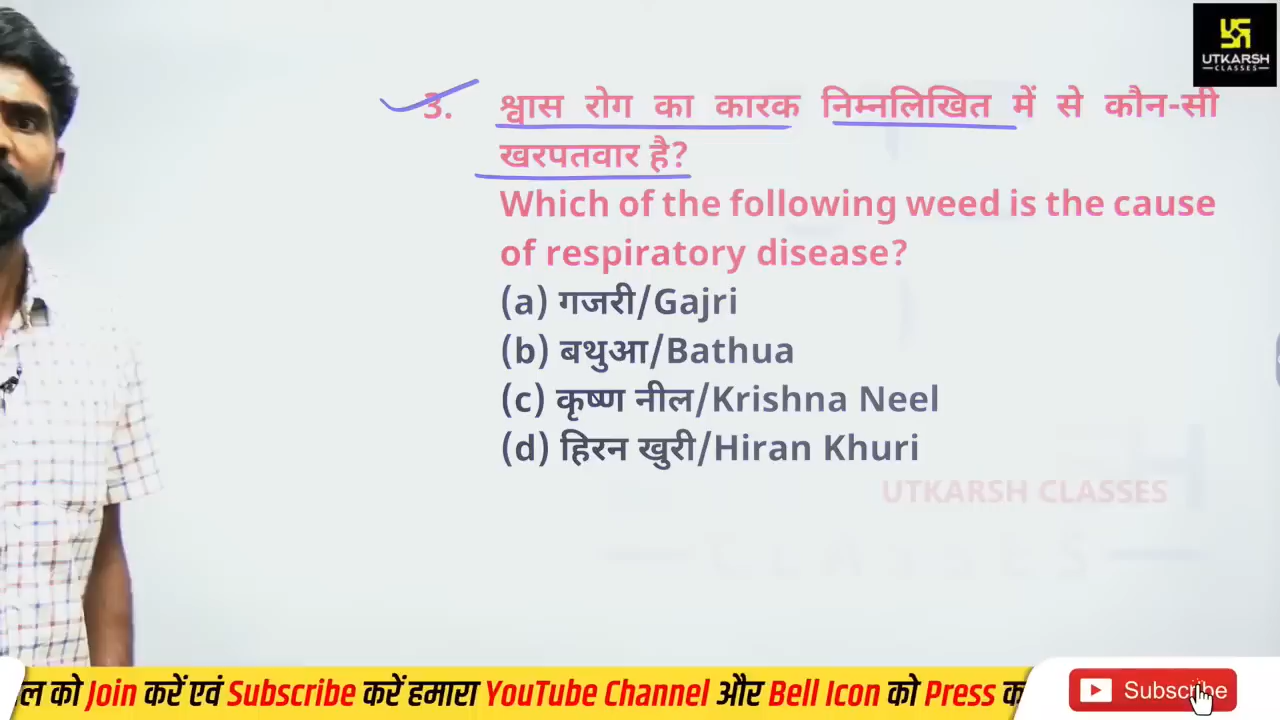 UTKARSH
CLASSES
3. श्वास रोग का कारक निम्नलिखित में से कौन-सी
खरपतवार है?
Which of the following weed is the cause
of respiratory disease?
(a) गजरी/Gajri
(b) बथुआ/Bathua
(c) कृष्ण नील/Krishna Neel
(d) हिरन खुरी/Hiran Khuri
UTKARSH CLASSES
CLASSES
ल को Join करें एवं Subscribe करें हमारा YouTube Channel और Bell Icon को Press क
Subscribe